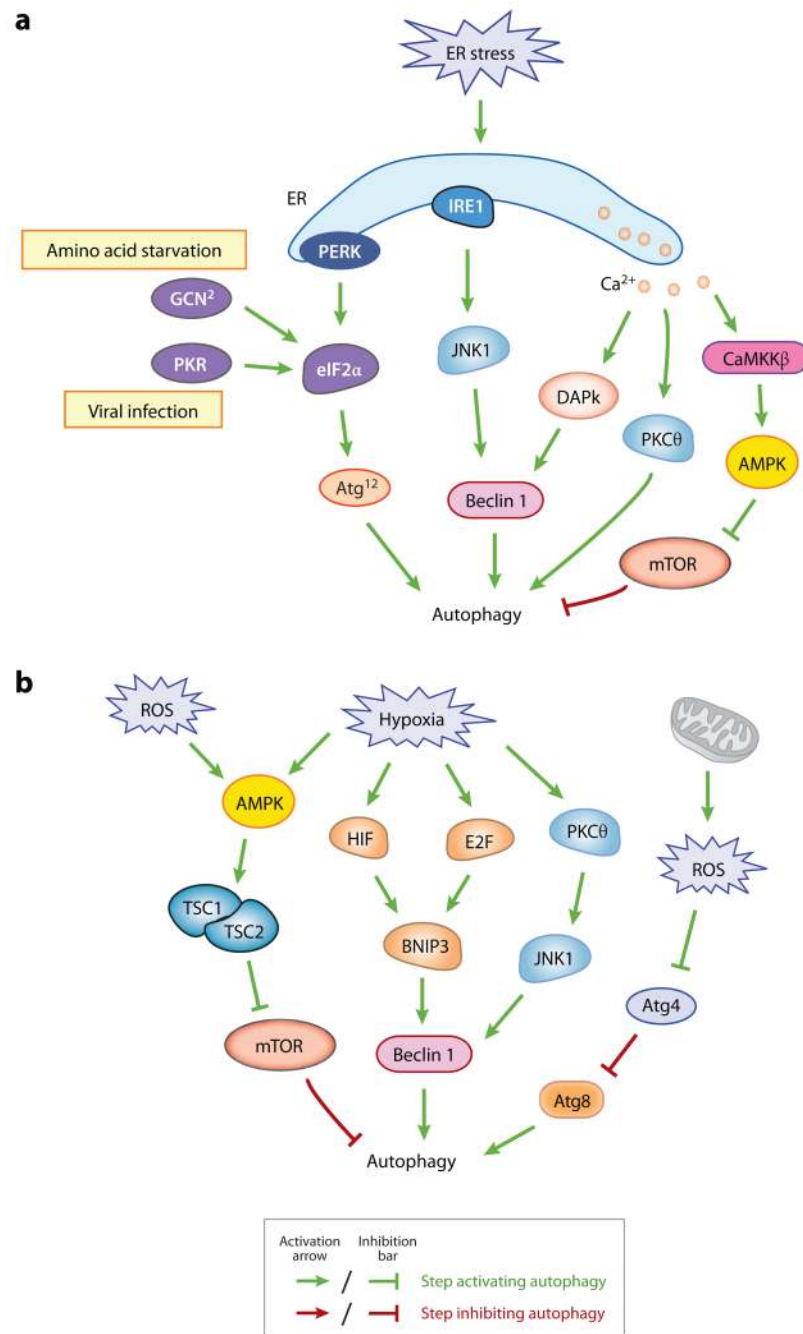 a
ER stress
ER
IRE1
PERK
Amino acid starvation
GCN²
Ca²⁺
PKR
eIF2α
JNK1
CaMKKβ
Viral infection
DAPk
PKCθ
AMPK
Atg¹²
Beclin 1
mTOR
Autophagy
b
ROS
Hypoxia
AMPK
HIF
E2F
PKCθ
ROS
TSC1
TSC2
BNIP3
JNK1
Atg4
mTOR
Beclin 1
Atg8
Autophagy
Activation arrow
Inhibition bar
/
Step activating autophagy
/
Step inhibiting autophagy